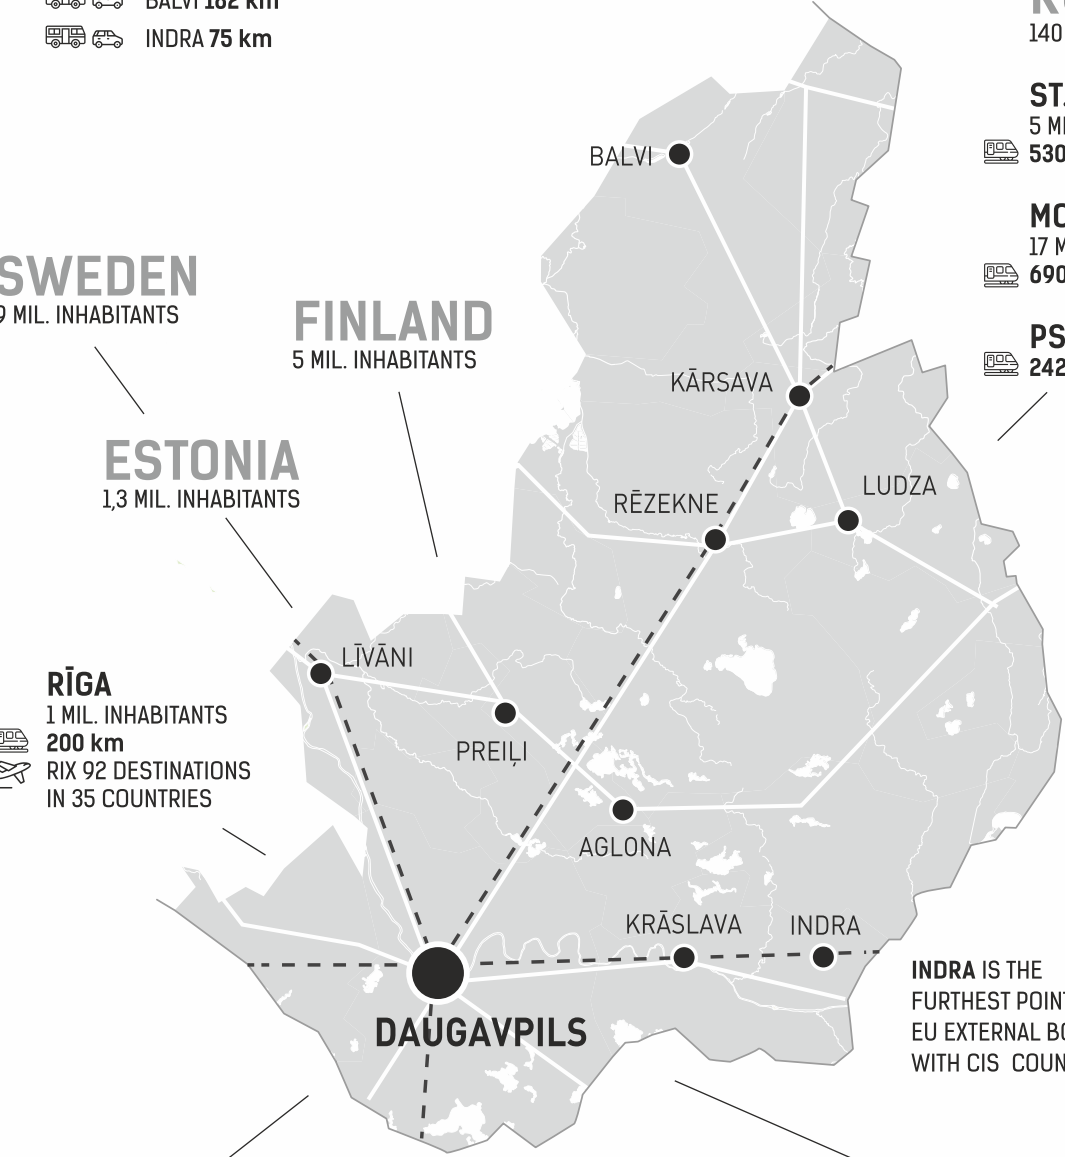 BALVI 162 km
INDRA 75 km
140
ST.
5 MI
530
MO
17 M
690
PS
242
BALVI
SWEDEN
9 MIL. INHABITANTS
FINLAND
5 MIL. INHABITANTS
KĀRSAVA
ESTONIA
1,3 MIL. INHABITANTS
LUDZA
RĒZEKNE
LĪVĀNI
RĪGA
1 MIL. INHABITANTS
200 km
RIX 92 DESTINATIONS
IN 35 COUNTRIES
PREIĻI
AGLONA
KRĀSLAVA
INDRA
DAUGAVPILS
INDRA IS THE
FURTHEST POINT
EU EXTERNAL BO
WITH CIS COUN